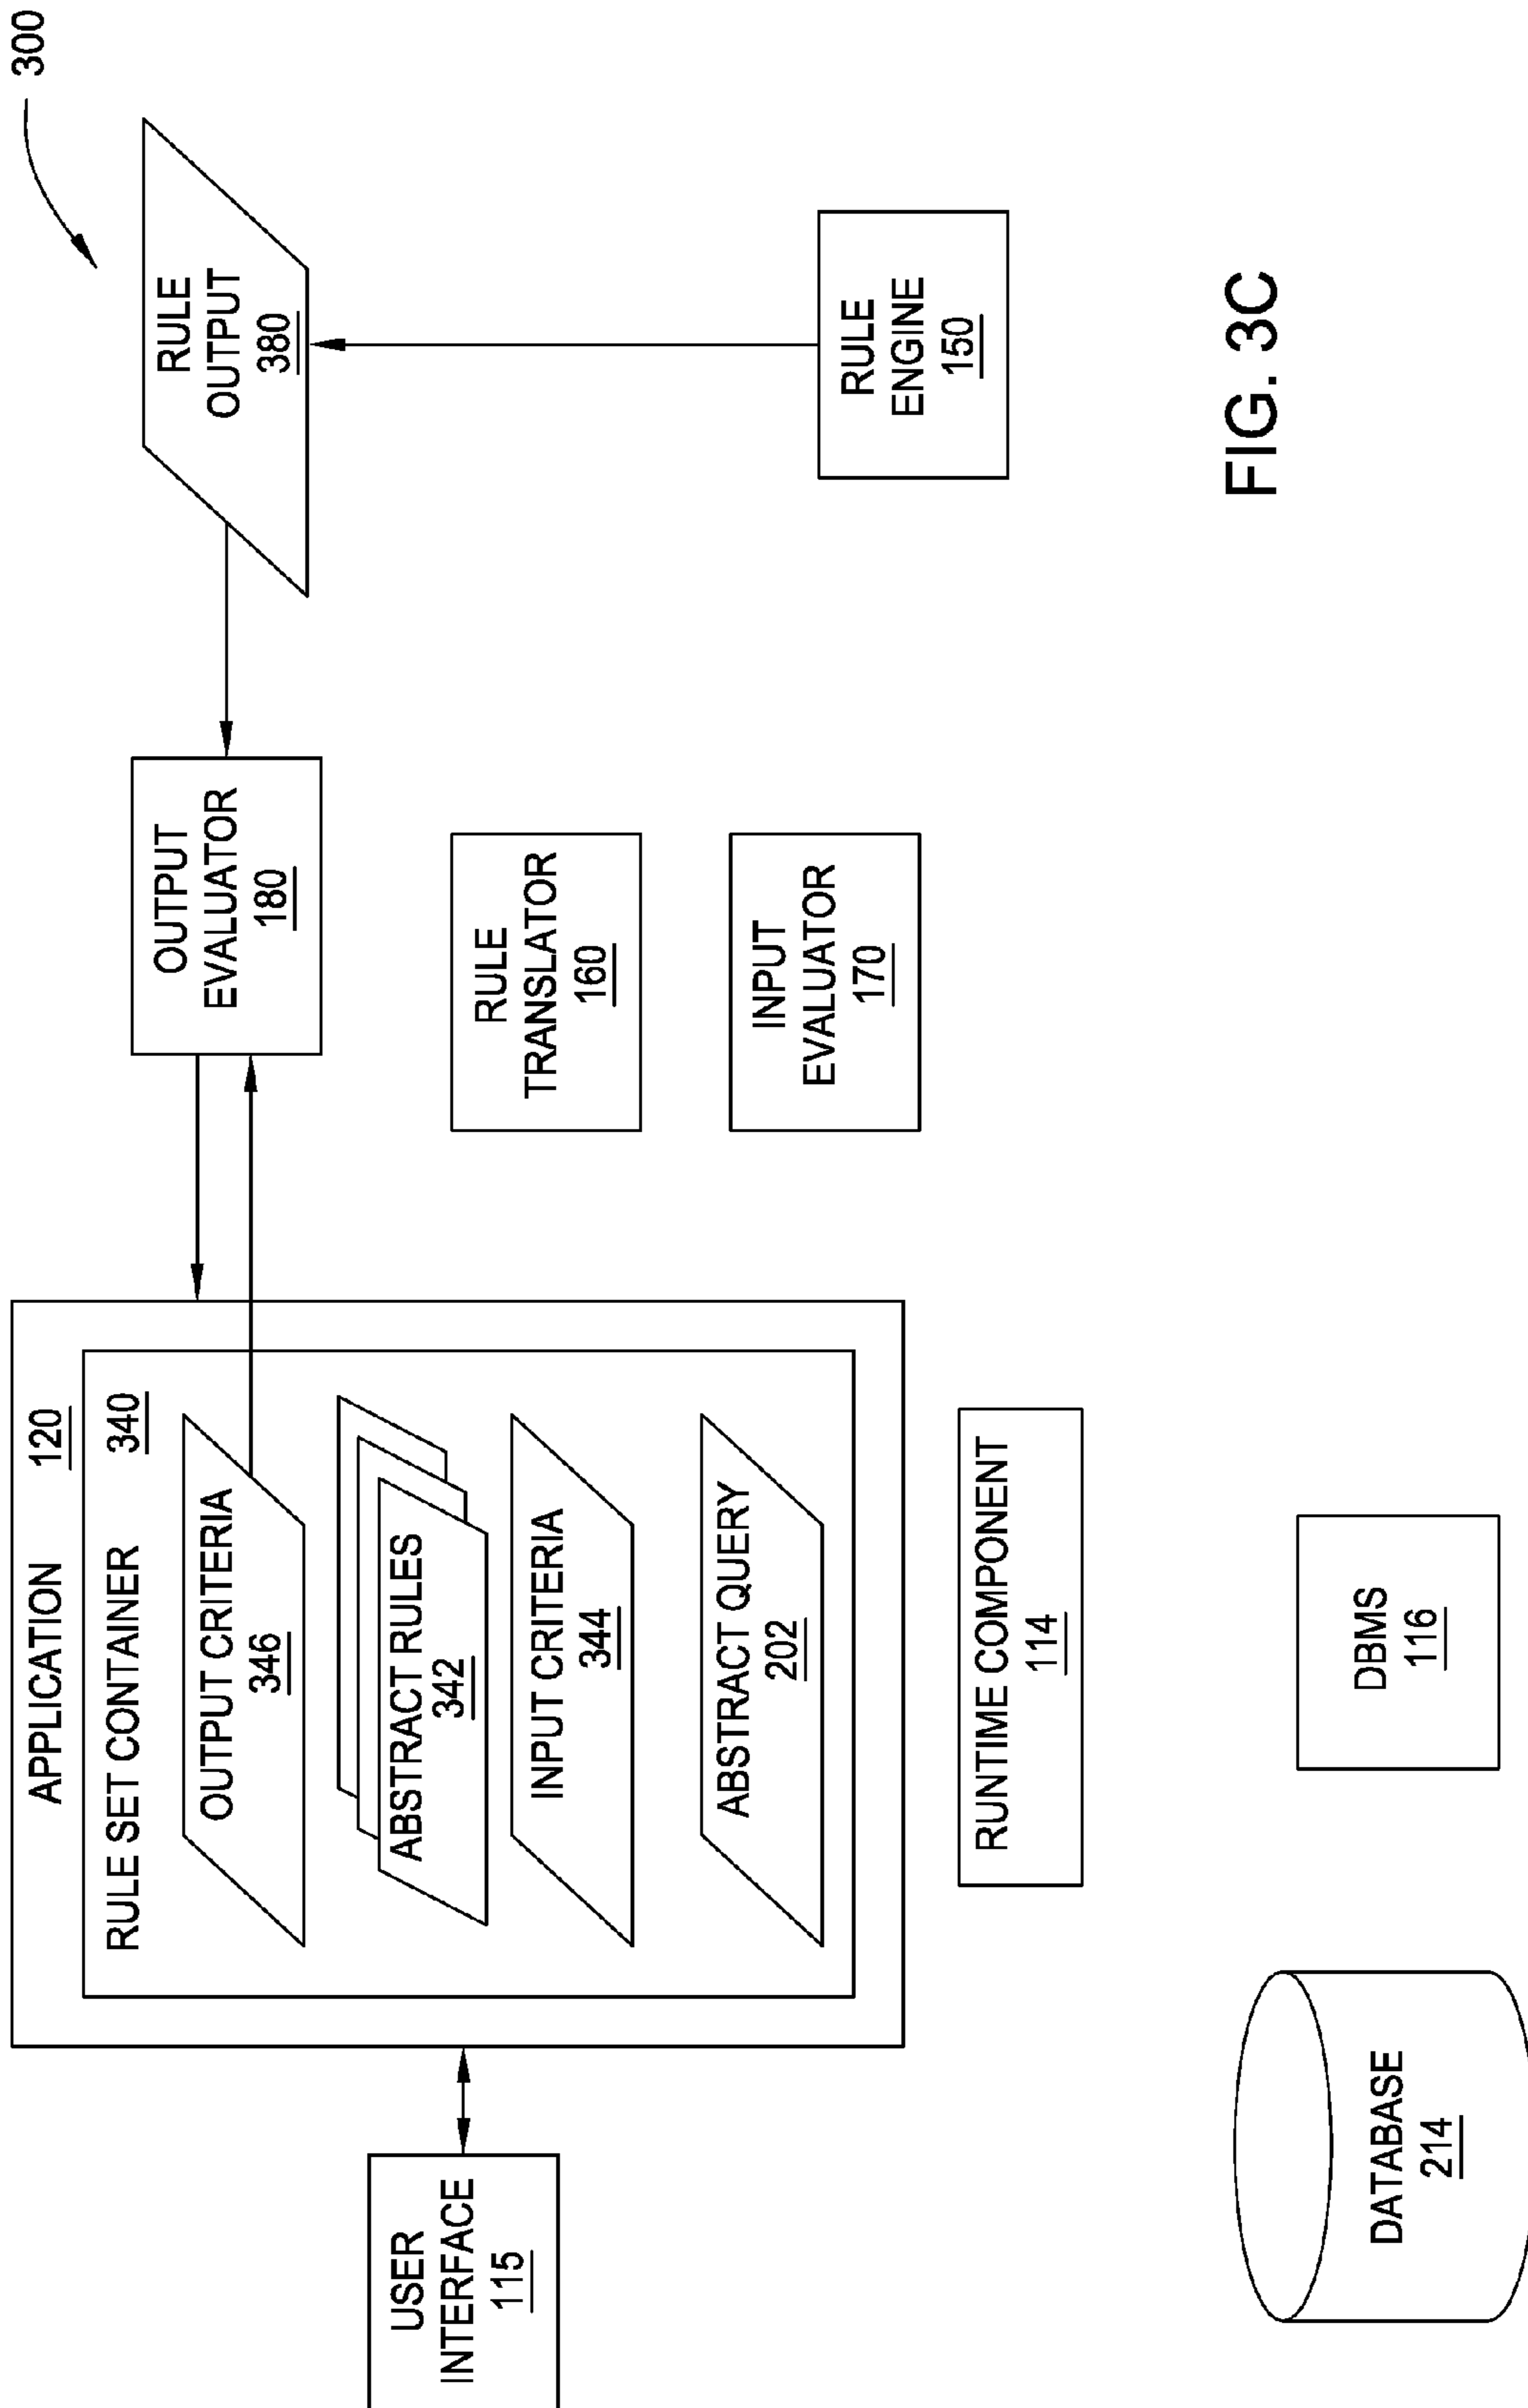 300
APPLICATION 120
RULE SET CONTAINER 340
OUTPUT CRITERIA
346
ABSTRACT RULES
342
INPUT CRITERIA
344
ABSTRACT QUERY
202
USER
INTERFACE
115
OUTPUT
EVALUATOR
180
RULE
OUTPUT
380
RULE
TRANSLATOR
160
INPUT
EVALUATOR
170
RULE
ENGINE
150
RUNTIME COMPONENT
114
DATABASE
214
DBMS
116
FIG. 3C